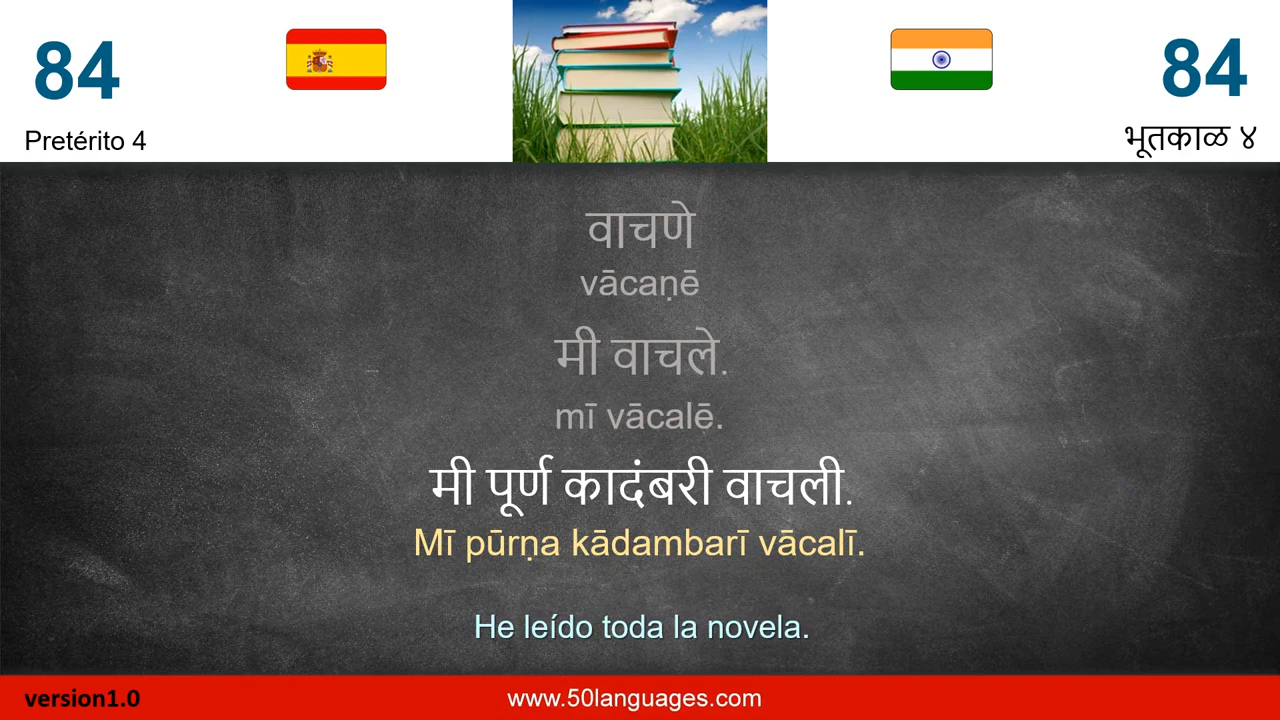 84
84
Pretérito 4
भूतकाळ ४
वाचणे
vācaṇē
मी वाचले.
mī vācalē.
मी पूर्ण कादंबरी वाचली.
Mī pūrṇa kādambarī vācalī.
He leído toda la novela.
version1.0
www.50languages.com